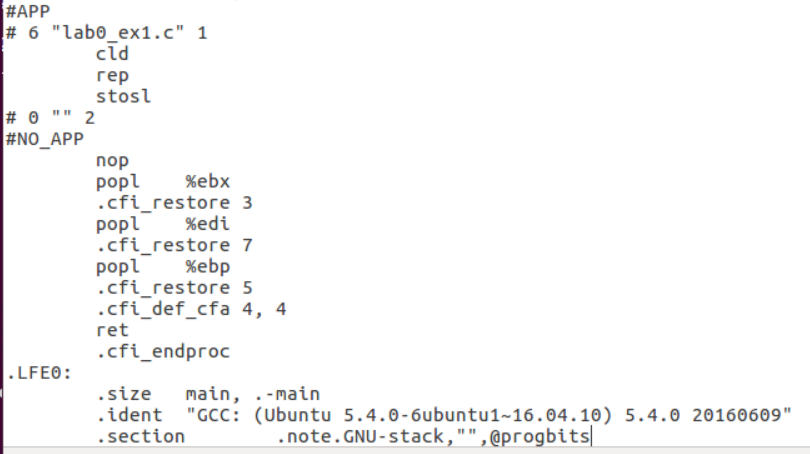 #APP
# 6 "lab0_ex1.c" 1
cld
rep
stosl
# 0 "" 2
#NO_APP
nop
popl %ebx
.cfi_restore 3
popl %edi
.cfi_restore 7
popl %ebp
.cfi_restore 5
.cfi_def_cfa 4, 4
ret
.cfi_endproc
.LFE0:
.size main, .-main
.ident "GCC: (Ubuntu 5.4.0-6ubuntu1~16.04.10) 5.4.0 20160609"
.section .note.GNU-stack,"",@progbits